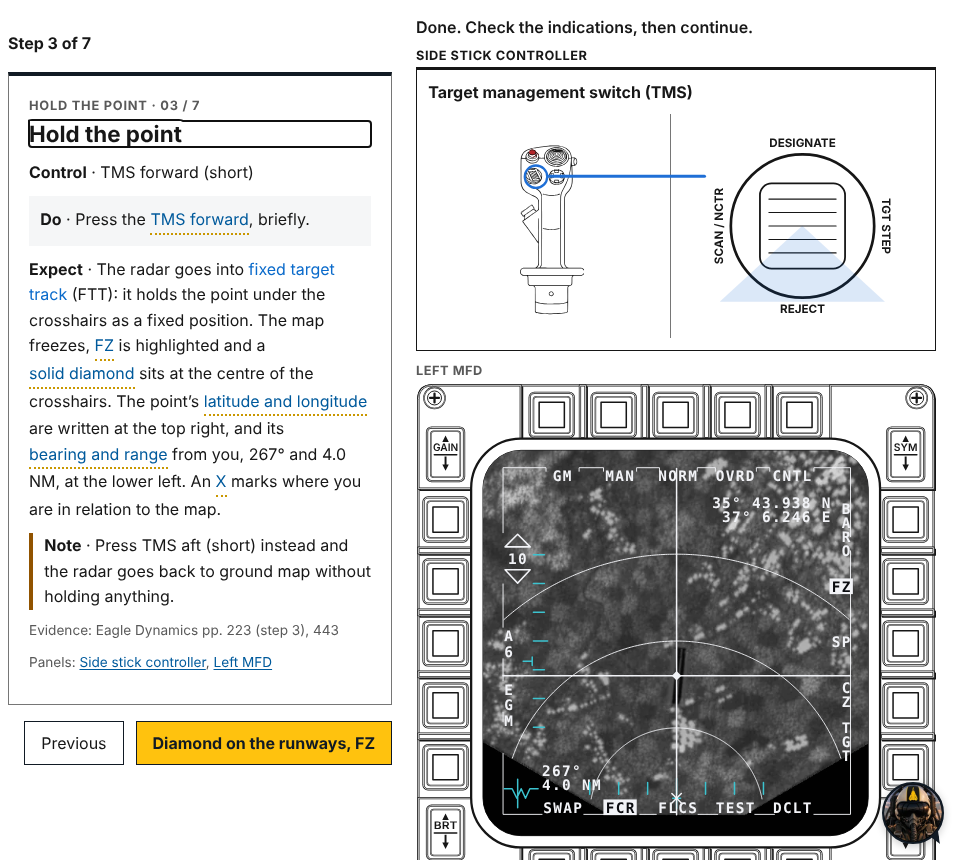 Step 3 of 7
HOLD THE POINT · 03 / 7
Hold the point
Control · TMS forward (short)
Do · Press the TMS forward, briefly.
Expect · The radar goes into fixed target
track (FTT): it holds the point under the
crosshairs as a fixed position. The map
freezes, FZ is highlighted and a
solid diamond sits at the centre of the
crosshairs. The point’s latitude and longitude
are written at the top right, and its
bearing and range from you, 267° and 4.0
NM, at the lower left. An X marks where you
are in relation to the map.
Note · Press TMS aft (short) instead and
the radar goes back to ground map without
holding anything.
Evidence: Eagle Dynamics pp. 223 (step 3), 443
Panels: Side stick controller, Left MFD
Previous
Diamond on the runways, FZ
Done. Check the indications, then continue.
SIDE STICK CONTROLLER
Target management switch (TMS)
DESIGNATE
SCAN / NCTR
TGT STEP
REJECT
LEFT MFD
GAIN
SYM
GM MAN NORM OVRD CNTL
35° 43.938 N
37° 6.246 E
BARO
10
FZ
A6
SP
EGM
CZ
TGT
267°
4.0 NM
SWAP FCR FLCS TEST DCLT
BRT